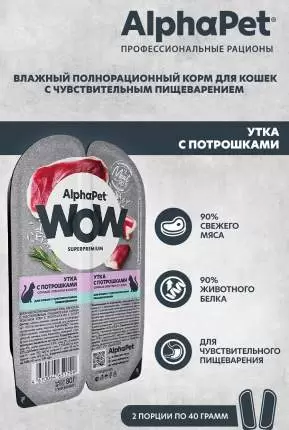 AlphaPet®
ПРОФЕССИОНАЛЬНЫЕ РАЦИОНЫ
ВЛАЖНЫЙ ПОЛНОРАЦИОННЫЙ КОРМ ДЛЯ КОШЕК
С ЧУВСТВИТЕЛЬНЫМ ПИЩЕВАРЕНИЕМ
УТКА
С ПОТРОШКАМИ
AlphaPet
WOW
SUPERPREMIUM
УТКА
С ПОТРОШКАМИ
УТКА
С ПОТРОШКАМИ
80
90%
СВЕЖЕГО
МЯСА
90%
ЖИВОТНОГО
БЕЛКА
ДЛЯ
ЧУВСТВИТЕЛЬНОГО
ПИЩЕВАРЕНИЯ
2 ПОРЦИИ ПО 40 ГРАММ